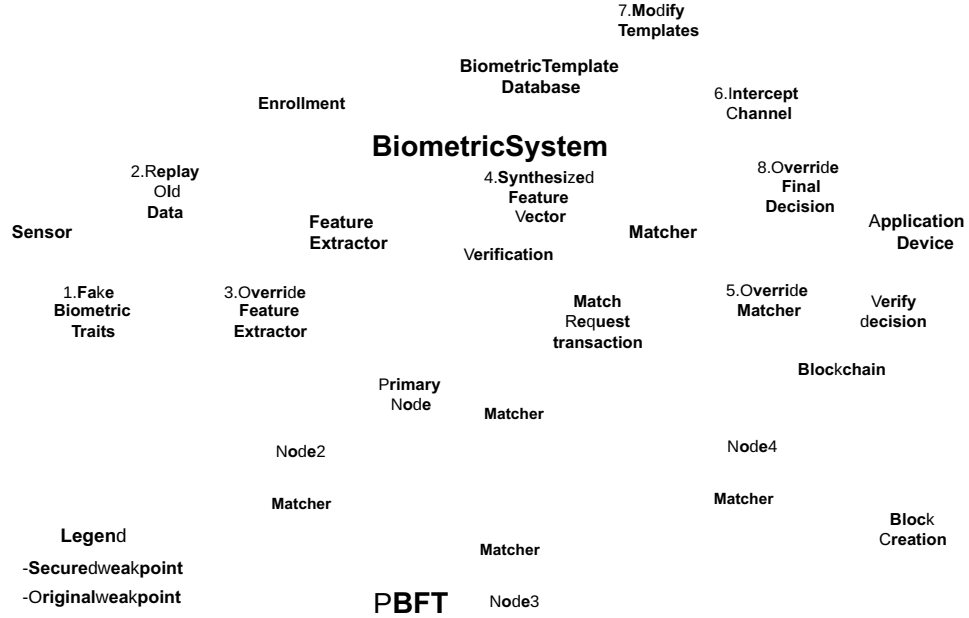 7.Modify
Templates
BiometricTemplate
Database
6.Intercept
Channel
Enrollment
BiometricSystem
2.Replay
Old
Data
4.Synthesized
Feature
Vector
8.Override
Final
Decision
Sensor
Feature
Extractor
Matcher
Application
Device
Verification
1.Fake
Biometric
Traits
3.Override
Feature
Extractor
Match
Request
transaction
5.Override
Matcher
Verify
decision
Blockchain
Primary
Node
Matcher
Node2
Node4
Matcher
Matcher
Block
Creation
Legend
-Securedweakpoint
-Originalweakpoint
Matcher
PBFT
Node3